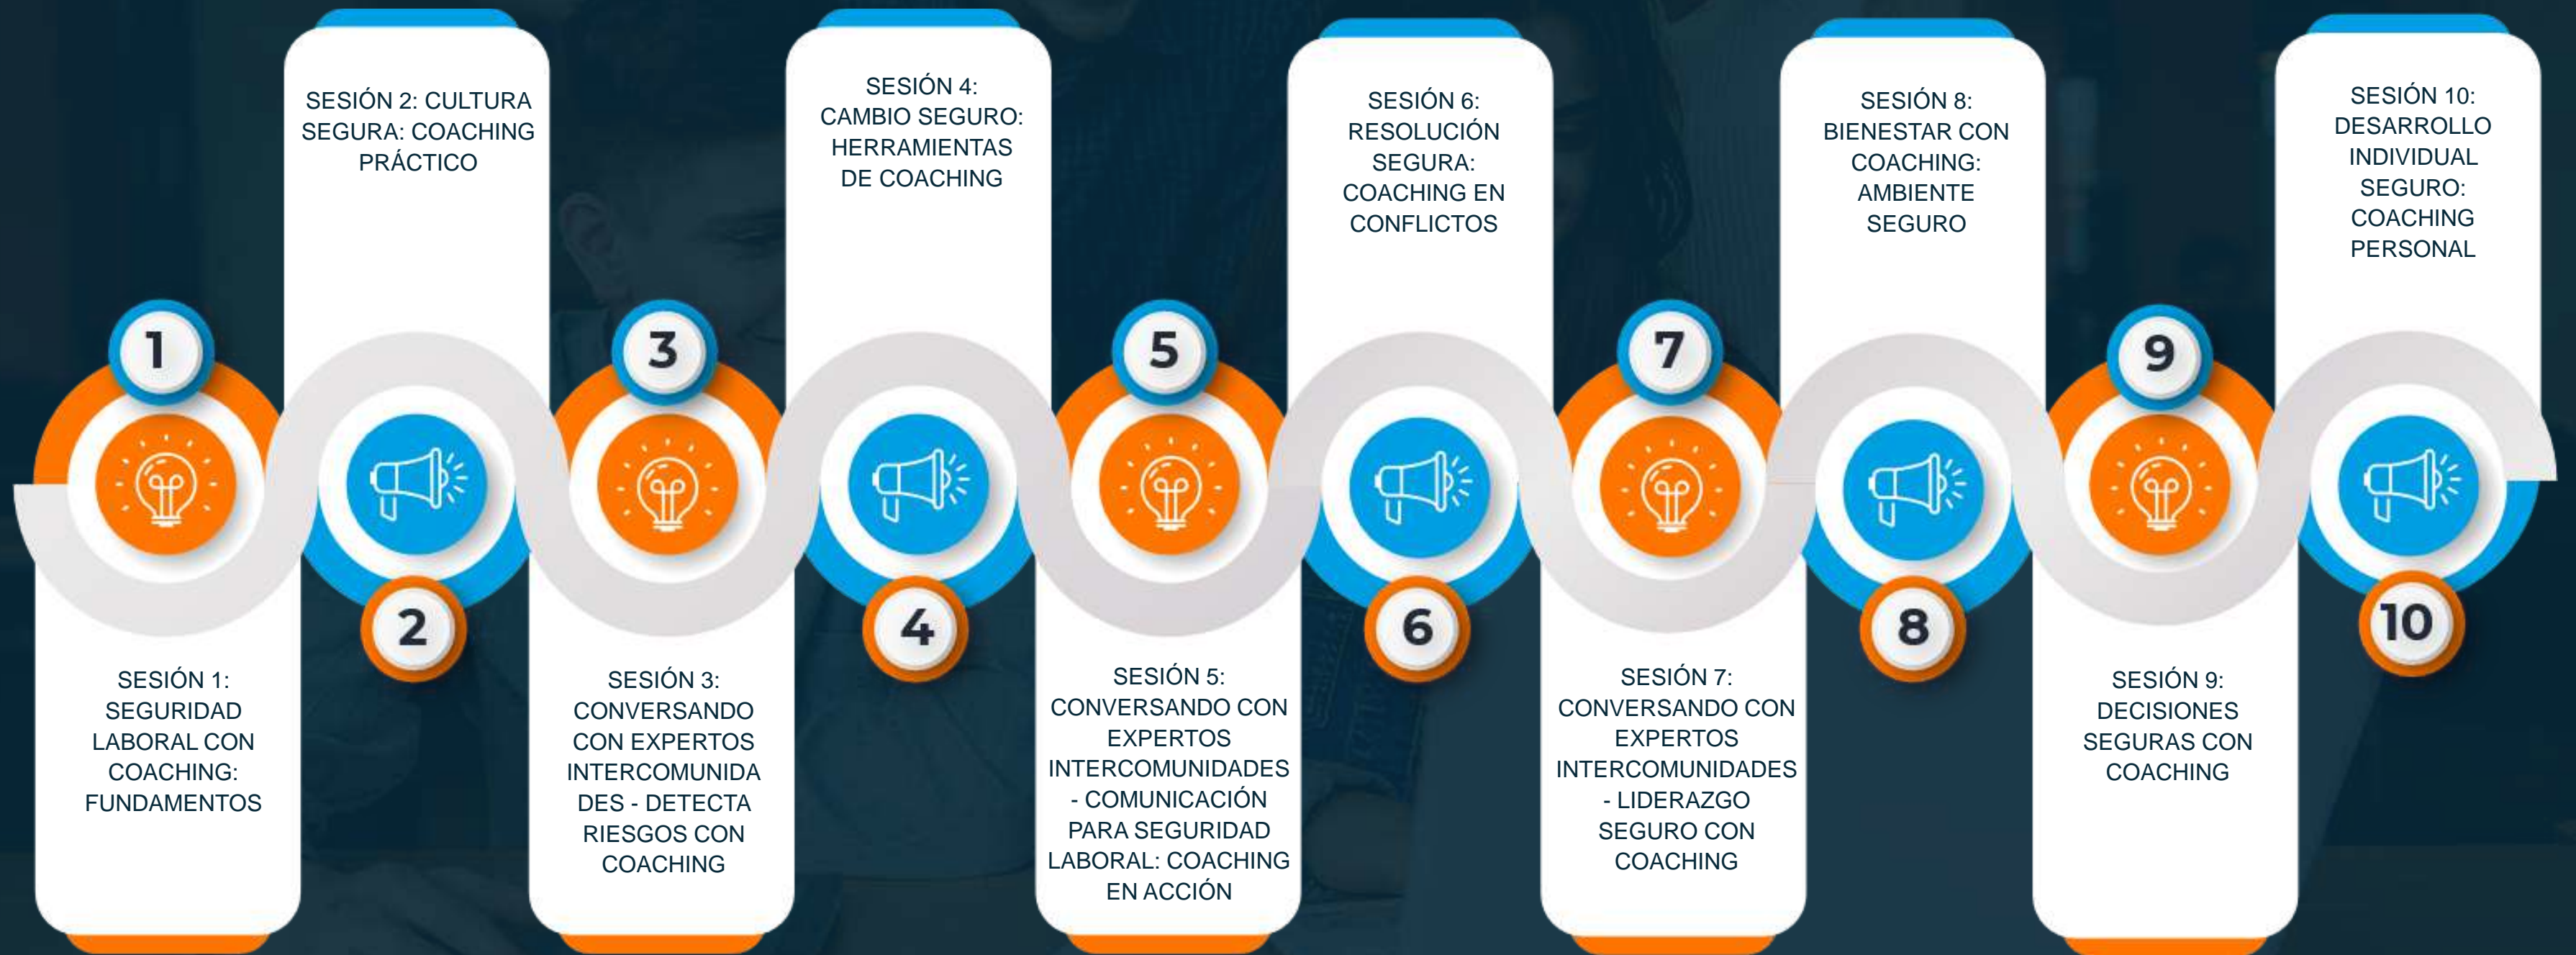 SESIÓN 2: CULTURA
SEGURA: COACHING
PRÁCTICO
SESIÓN 4:
CAMBIO SEGURO:
HERRAMIENTAS
DE COACHING
SESIÓN 6:
RESOLUCIÓN
SEGURA:
COACHING EN
CONFLICTOS
SESIÓN 8:
BIENESTAR CON
COACHING:
AMBIENTE
SEGURO
SESIÓN 10:
DESARROLLO
INDIVIDUAL
SEGURO:
COACHING
PERSONAL
1
3
5
7
9
2
4
6
8
10
SESIÓN 1:
SEGURIDAD
LABORAL CON
COACHING:
FUNDAMENTOS
SESIÓN 3:
CONVERSANDO
CON EXPERTOS
INTERCOMUNIDA
DES - DETECTA
RIESGOS CON
COACHING
SESIÓN 5:
CONVERSANDO CON
EXPERTOS
INTERCOMUNIDADES
- COMUNICACIÓN
PARA SEGURIDAD
LABORAL: COACHING
EN ACCIÓN
SESIÓN 7:
CONVERSANDO CON
EXPERTOS
INTERCOMUNIDADES
- LIDERAZGO
SEGURO CON
COACHING
SESIÓN 9:
DECISIONES
SEGURAS CON
COACHING